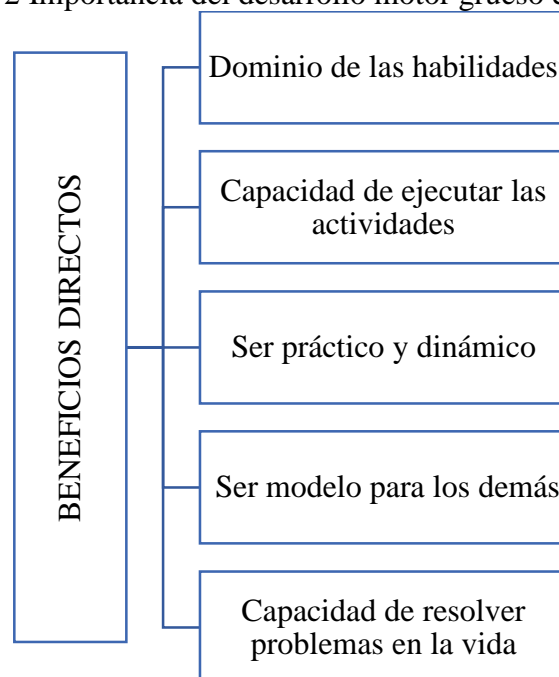 2 Importancia del desarrollo motor grueso
BENEFICIOS DIRECTOS
Dominio de las habilidades
Capacidad de ejecutar las
actividades
Ser práctico y dinámico
Ser modelo para los demás
Capacidad de resolver
problemas en la vida